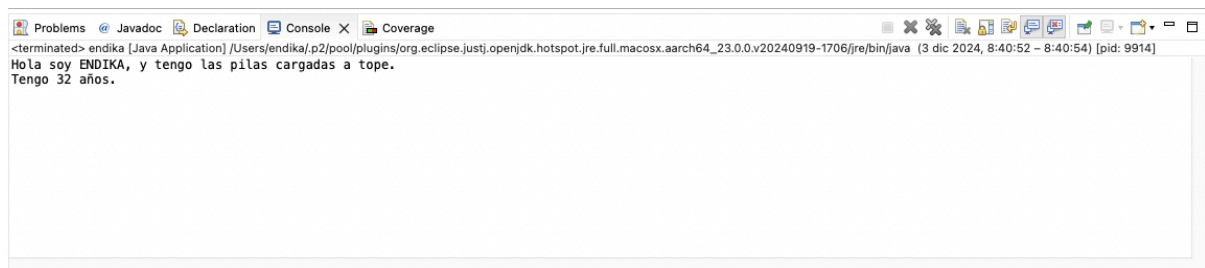 Problems @ Javadoc Declaration Console Coverage
<terminated> endika [Java Application] /Users/endika/.p2/pool/plugins/org.eclipse.justj.openjdk.hotspot.jre.full.macosx.aarch64_23.0.0.v20240919-1706/jre/bin/java (3 dic 2024, 8:40:52 – 8:40:54) [pid: 9914]
Hola soy ENDIKA, y tengo las pilas cargadas a tope.
Tengo 32 años.